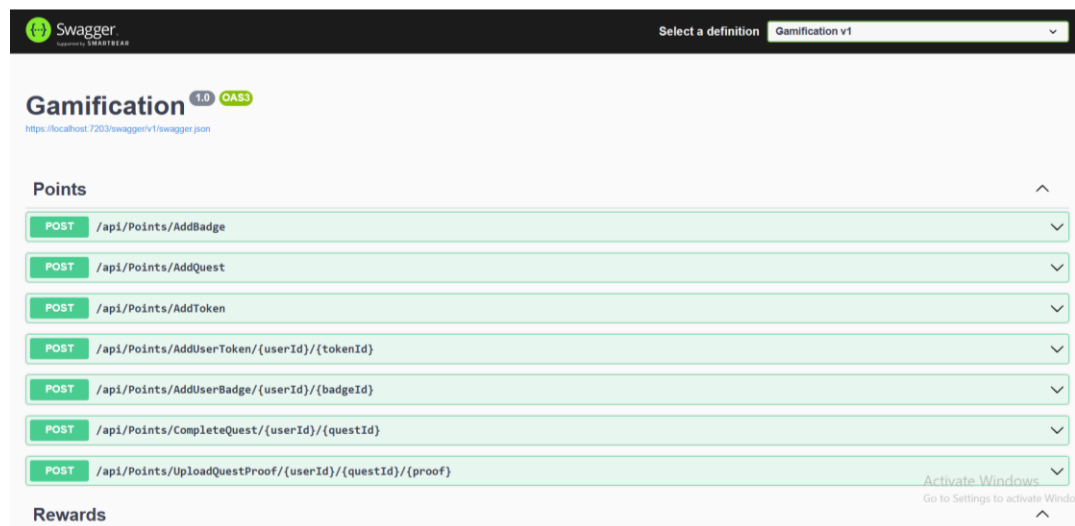 Swagger.
Supported by SMARTBEAR
Select a definition
Gamification v1
Gamification 1.0 OAS3
https://localhost:7203/swagger/v1/swagger.json
Points
POST /api/Points/AddBadge
POST /api/Points/AddQuest
POST /api/Points/AddToken
POST /api/Points/AddUserToken/{userId}/{tokenId}
POST /api/Points/AddUserBadge/{userId}/{badgeId}
POST /api/Points/CompleteQuest/{userId}/{questId}
POST /api/Points/UploadQuestProof/{userId}/{questId}/{proof}
Activate Windows
Go to Settings to activate Windo
Rewards